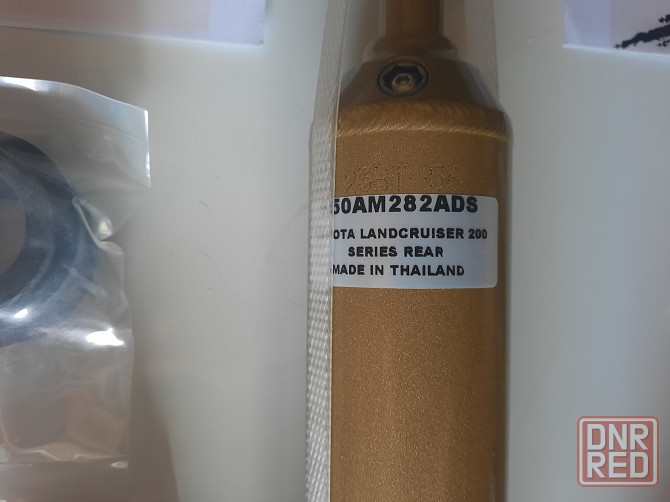 50AM282ADS
OTA LANDCRUISER 200
SERIES REAR
MADE IN THAILAND
DNR
RED